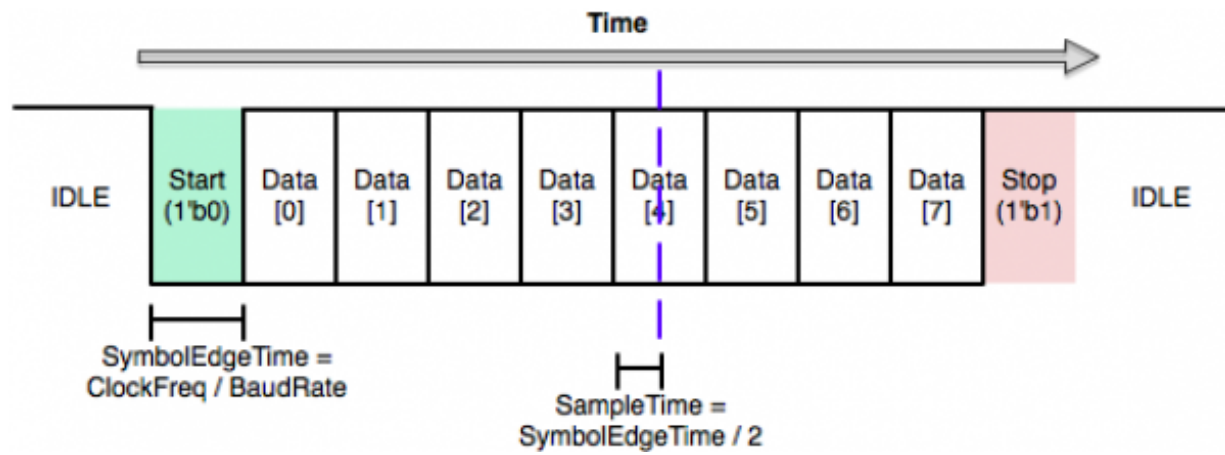 Time
IDLE
Start
(1'b0)
Data
[0]
Data
[1]
Data
[2]
Data
[3]
Data
[4]
Data
[5]
Data
[6]
Data
[7]
Stop
(1'b1)
IDLE
SymbolEdgeTime =
ClockFreq / BaudRate
SampleTime =
SymbolEdgeTime / 2